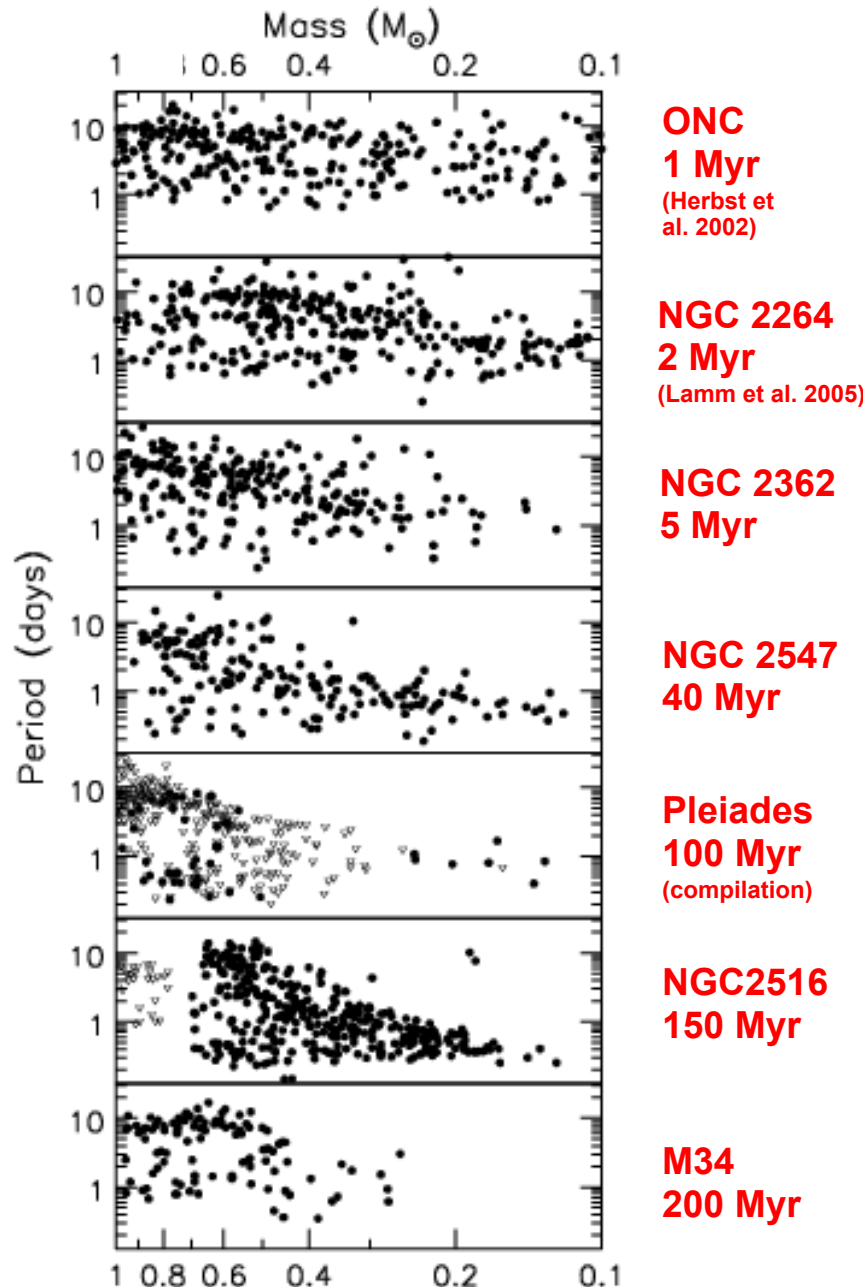 Mass (M⊙)
1 0.6 0.4 0.2 0.1
10
1
ONC
1 Myr
(Herbst et
al. 2002)
10
1
NGC 2264
2 Myr
(Lamm et al. 2005)
10
1
NGC 2362
5 Myr
Period (days)
10
1
NGC 2547
40 Myr
10
1
Pleiades
100 Myr
(compilation)
10
1
NGC2516
150 Myr
10
1
M34
200 Myr
1 0.8 0.6 0.4 0.2 0.1